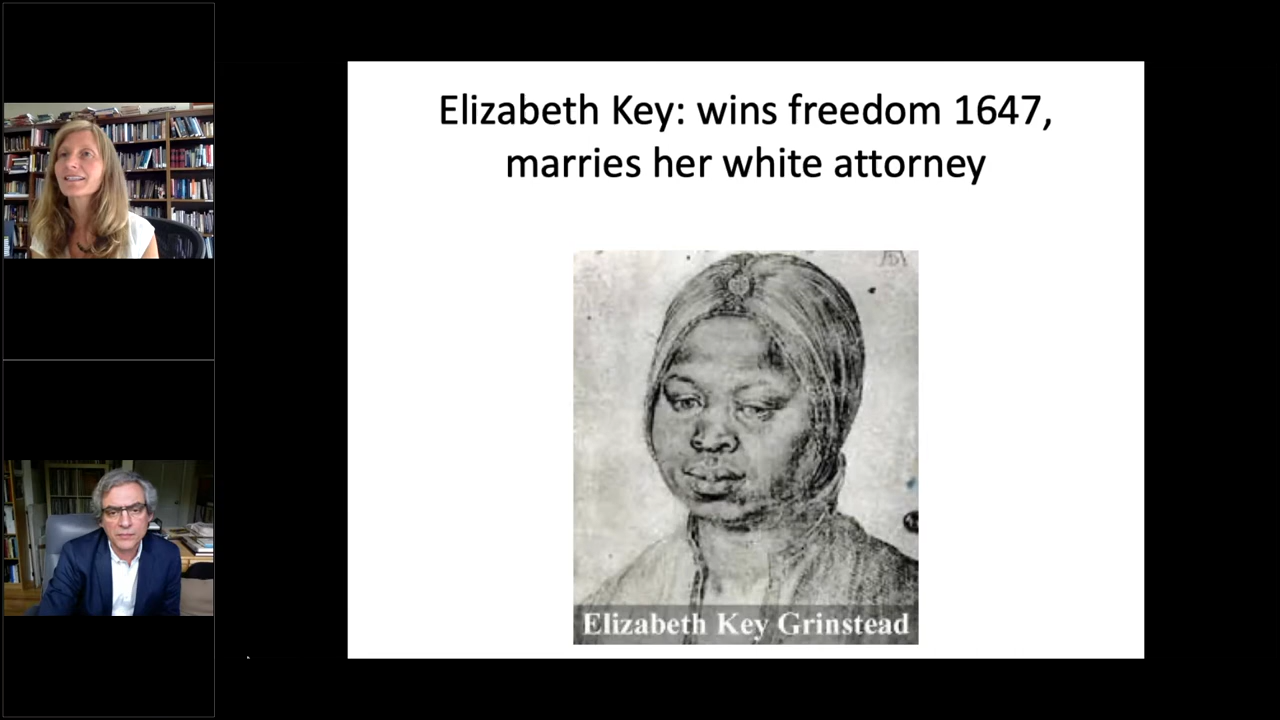 Elizabeth Key: wins freedom 1647,
marries her white attorney
Elizabeth Key Grinstead